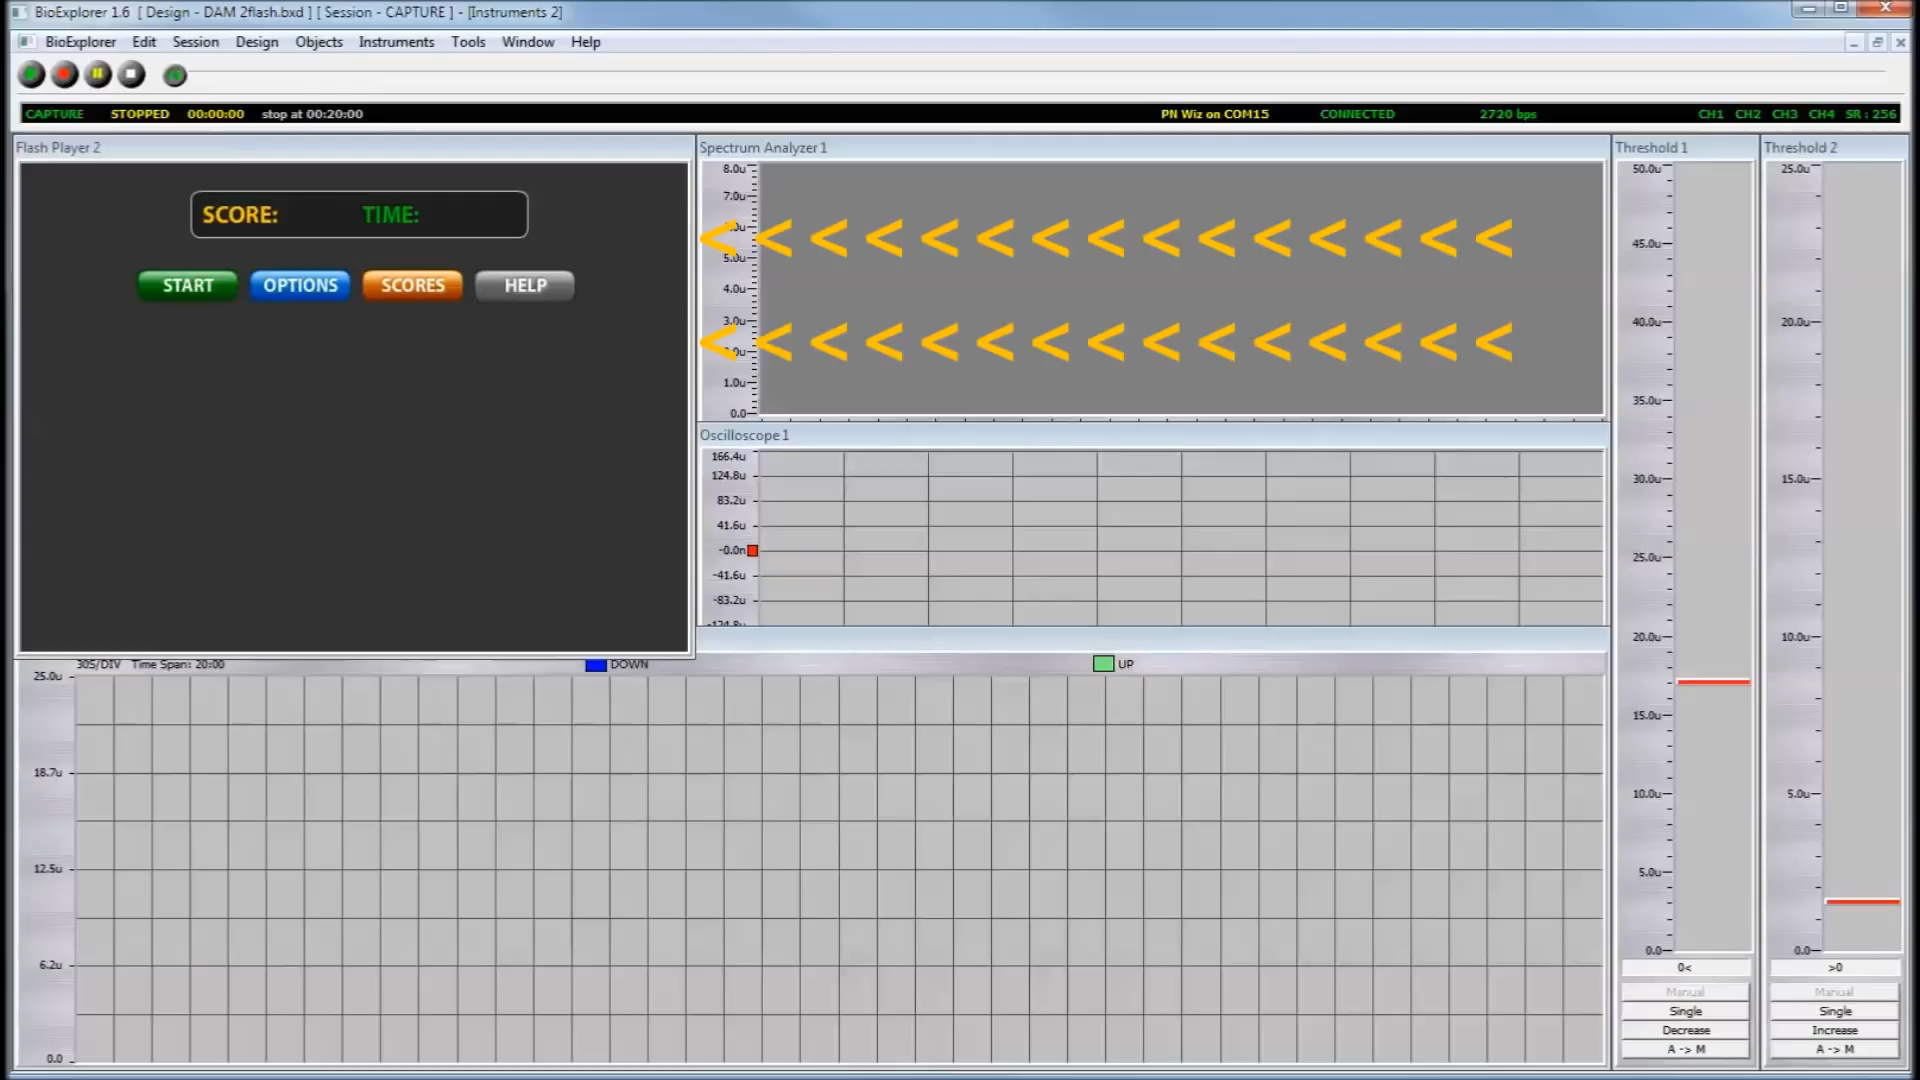 BioExplorer 1.6 [ Design - DAM 2flash.bxd ] [ Session - CAPTURE ] - [Instruments 2]
BioExplorer Edit Session Design Objects Instruments Tools Window Help
CAPTURE STOPPED 00:00:00 stop at 00:20:00 PN Wiz on COM15 CONNECTED 2720 bps CH1 CH2 CH3 CH4 SR : 256
Flash Player 2
SCORE: TIME:
START OPTIONS SCORES HELP
Spectrum Analyzer 1
8.0u
7.0u
< < < < < < < < < < < < < < <
5.0u
4.0u
3.0u
< < < < < < < < < < < < < < <
1.0u
0.0
Oscilloscope 1
166.4u
124.8u
83.2u
41.6u
-0.0n
-41.6u
-83.2u
-124.8u
30S/DIV Time Span: 20:00 DOWN UP
25.0u
18.7u
12.5u
6.2u
0.0
Threshold 1
50.0u
45.0u
40.0u
35.0u
30.0u
25.0u
20.0u
15.0u
10.0u
5.0u
0.0
0<
Manual
Single
Decrease
A -> M
Threshold 2
25.0u
20.0u
15.0u
10.0u
5.0u
0.0
>0
Manual
Single
Increase
A -> M